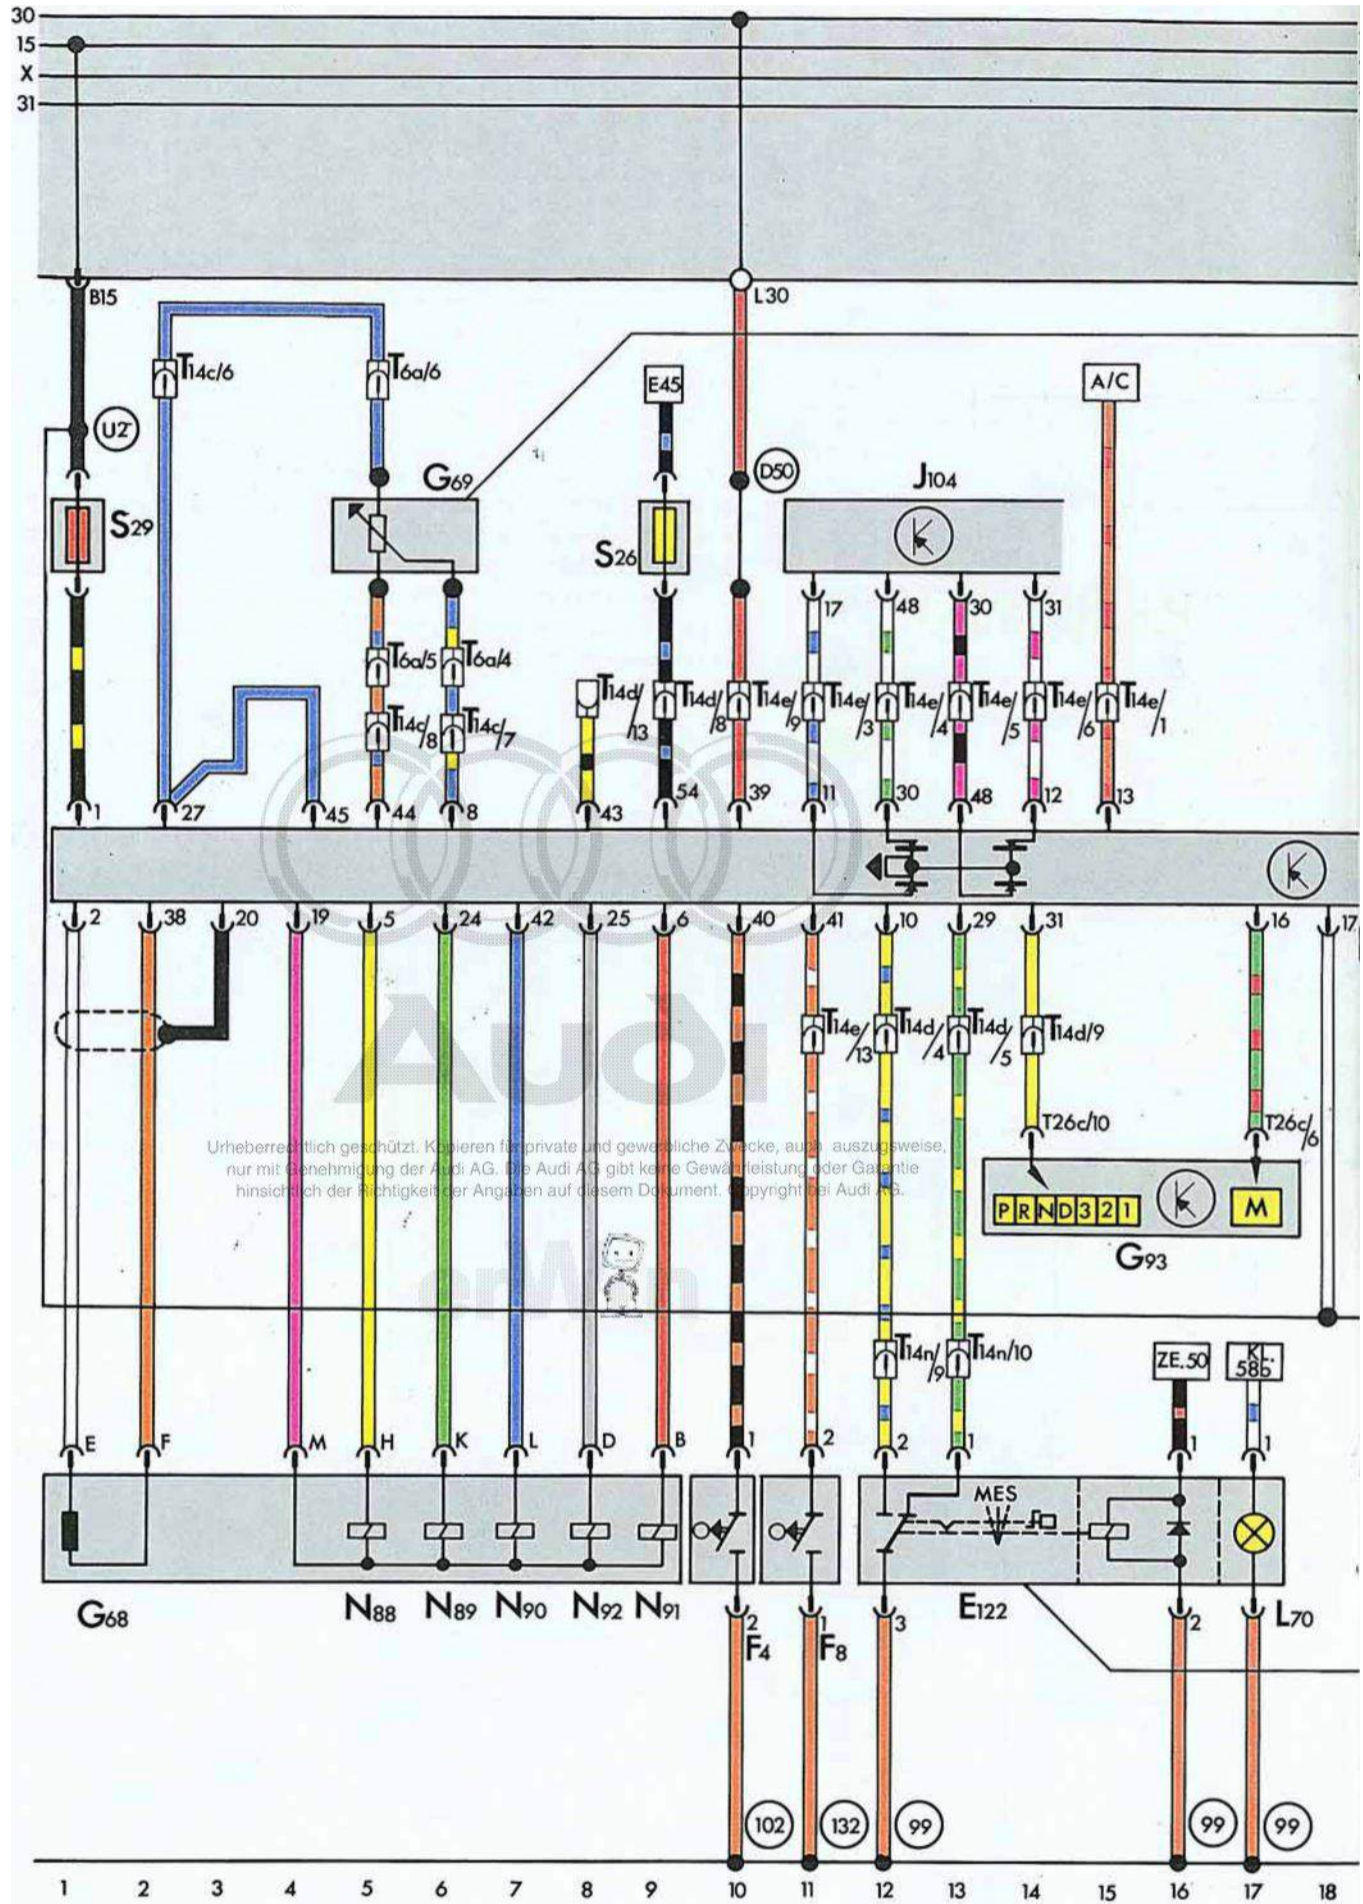 30
15
X
31
B15
L30
T14c/6
T6a/6
E45
A/C
U2
D50
G69
J104
S29
S26
17
48
30
31
T6a/5
T6a/4
T14d/13
T14d/8
T14e/9
T14e/3
T14e/4
T14e/5
T14e/6
T14e/1
T14c/8
T14c/7
1
27
45
44
8
43
54
39
11
30
48
12
13
2
38
20
19
5
24
42
25
6
40
41
10
29
31
16
17
Audi
T14e/13
T14d/4
T14d/5
T14d/9
T26c/10
T26c/6
Urheberrechtlich geschützt. Kopieren für private und gewerbliche Zwecke, auch auszugsweise,
nur mit Genehmigung der Audi AG. Die Audi AG gibt keine Gewährleistung oder Garantie
hinsichtlich der Richtigkeit der Angaben auf diesem Dokument. Copyright bei Audi AG.
P R N D 3 2 1
M
G93
erWin
T14n/9
T14n/10
ZE.50
KL.
58b
E
F
M
H
K
L
D
B
1
2
2
1
1
1
MES
G68
N88
N89
N90
N92
N91
2
F4
1
F8
3
E122
2
L70
102
132
99
99
99
1 2 3 4 5 6 7 8 9 10 11 12 13 14 15 16 17 18